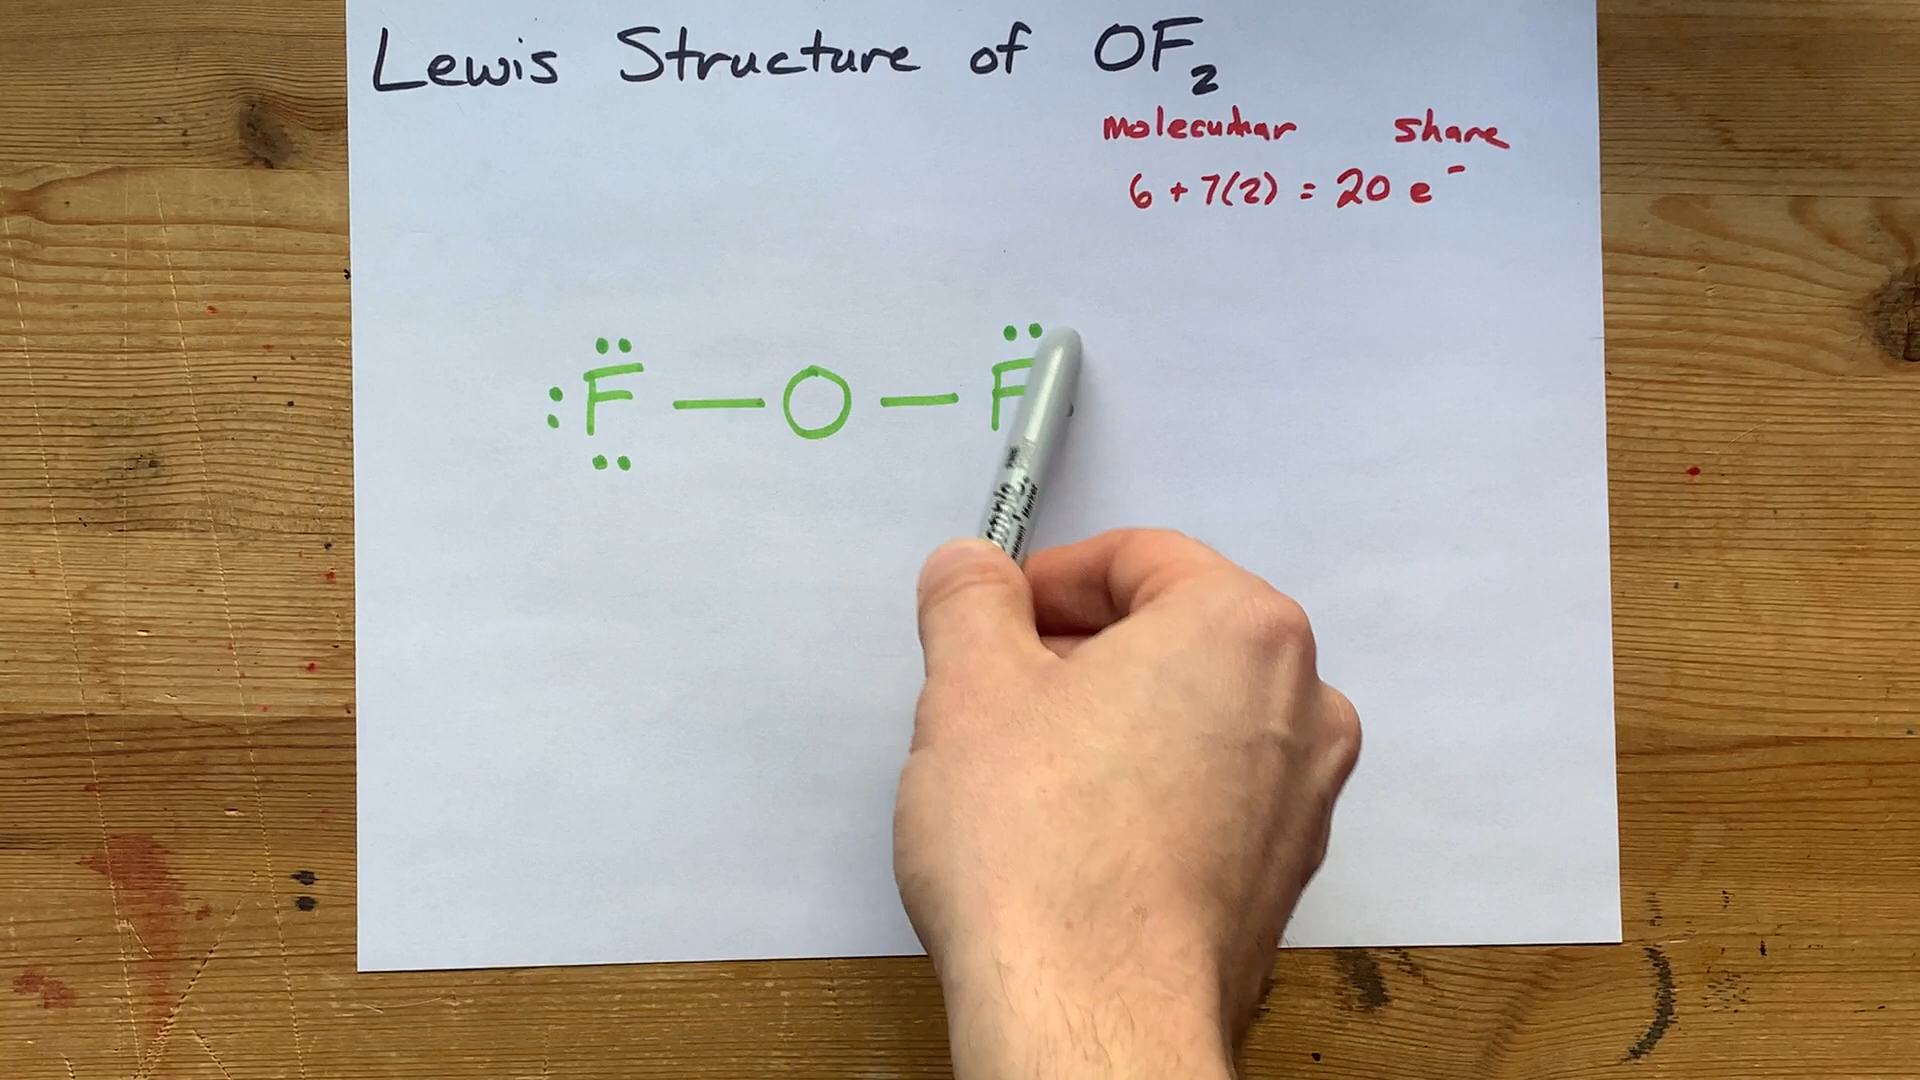 Lewis Structure of OF₂
molecular share
6 + 7(2) = 20 e⁻
F — O — F